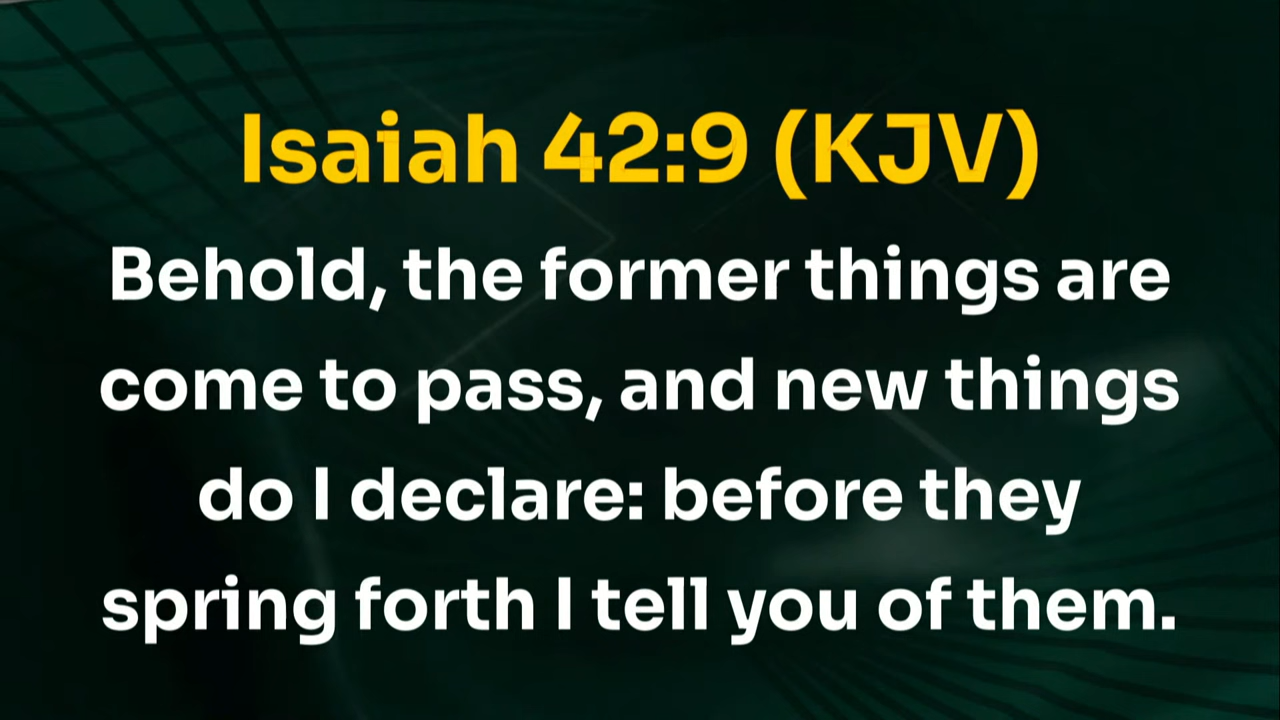 Isaiah 42:9 (KJV)
Behold, the former things are
come to pass, and new things
do I declare: before they
spring forth I tell you of them.